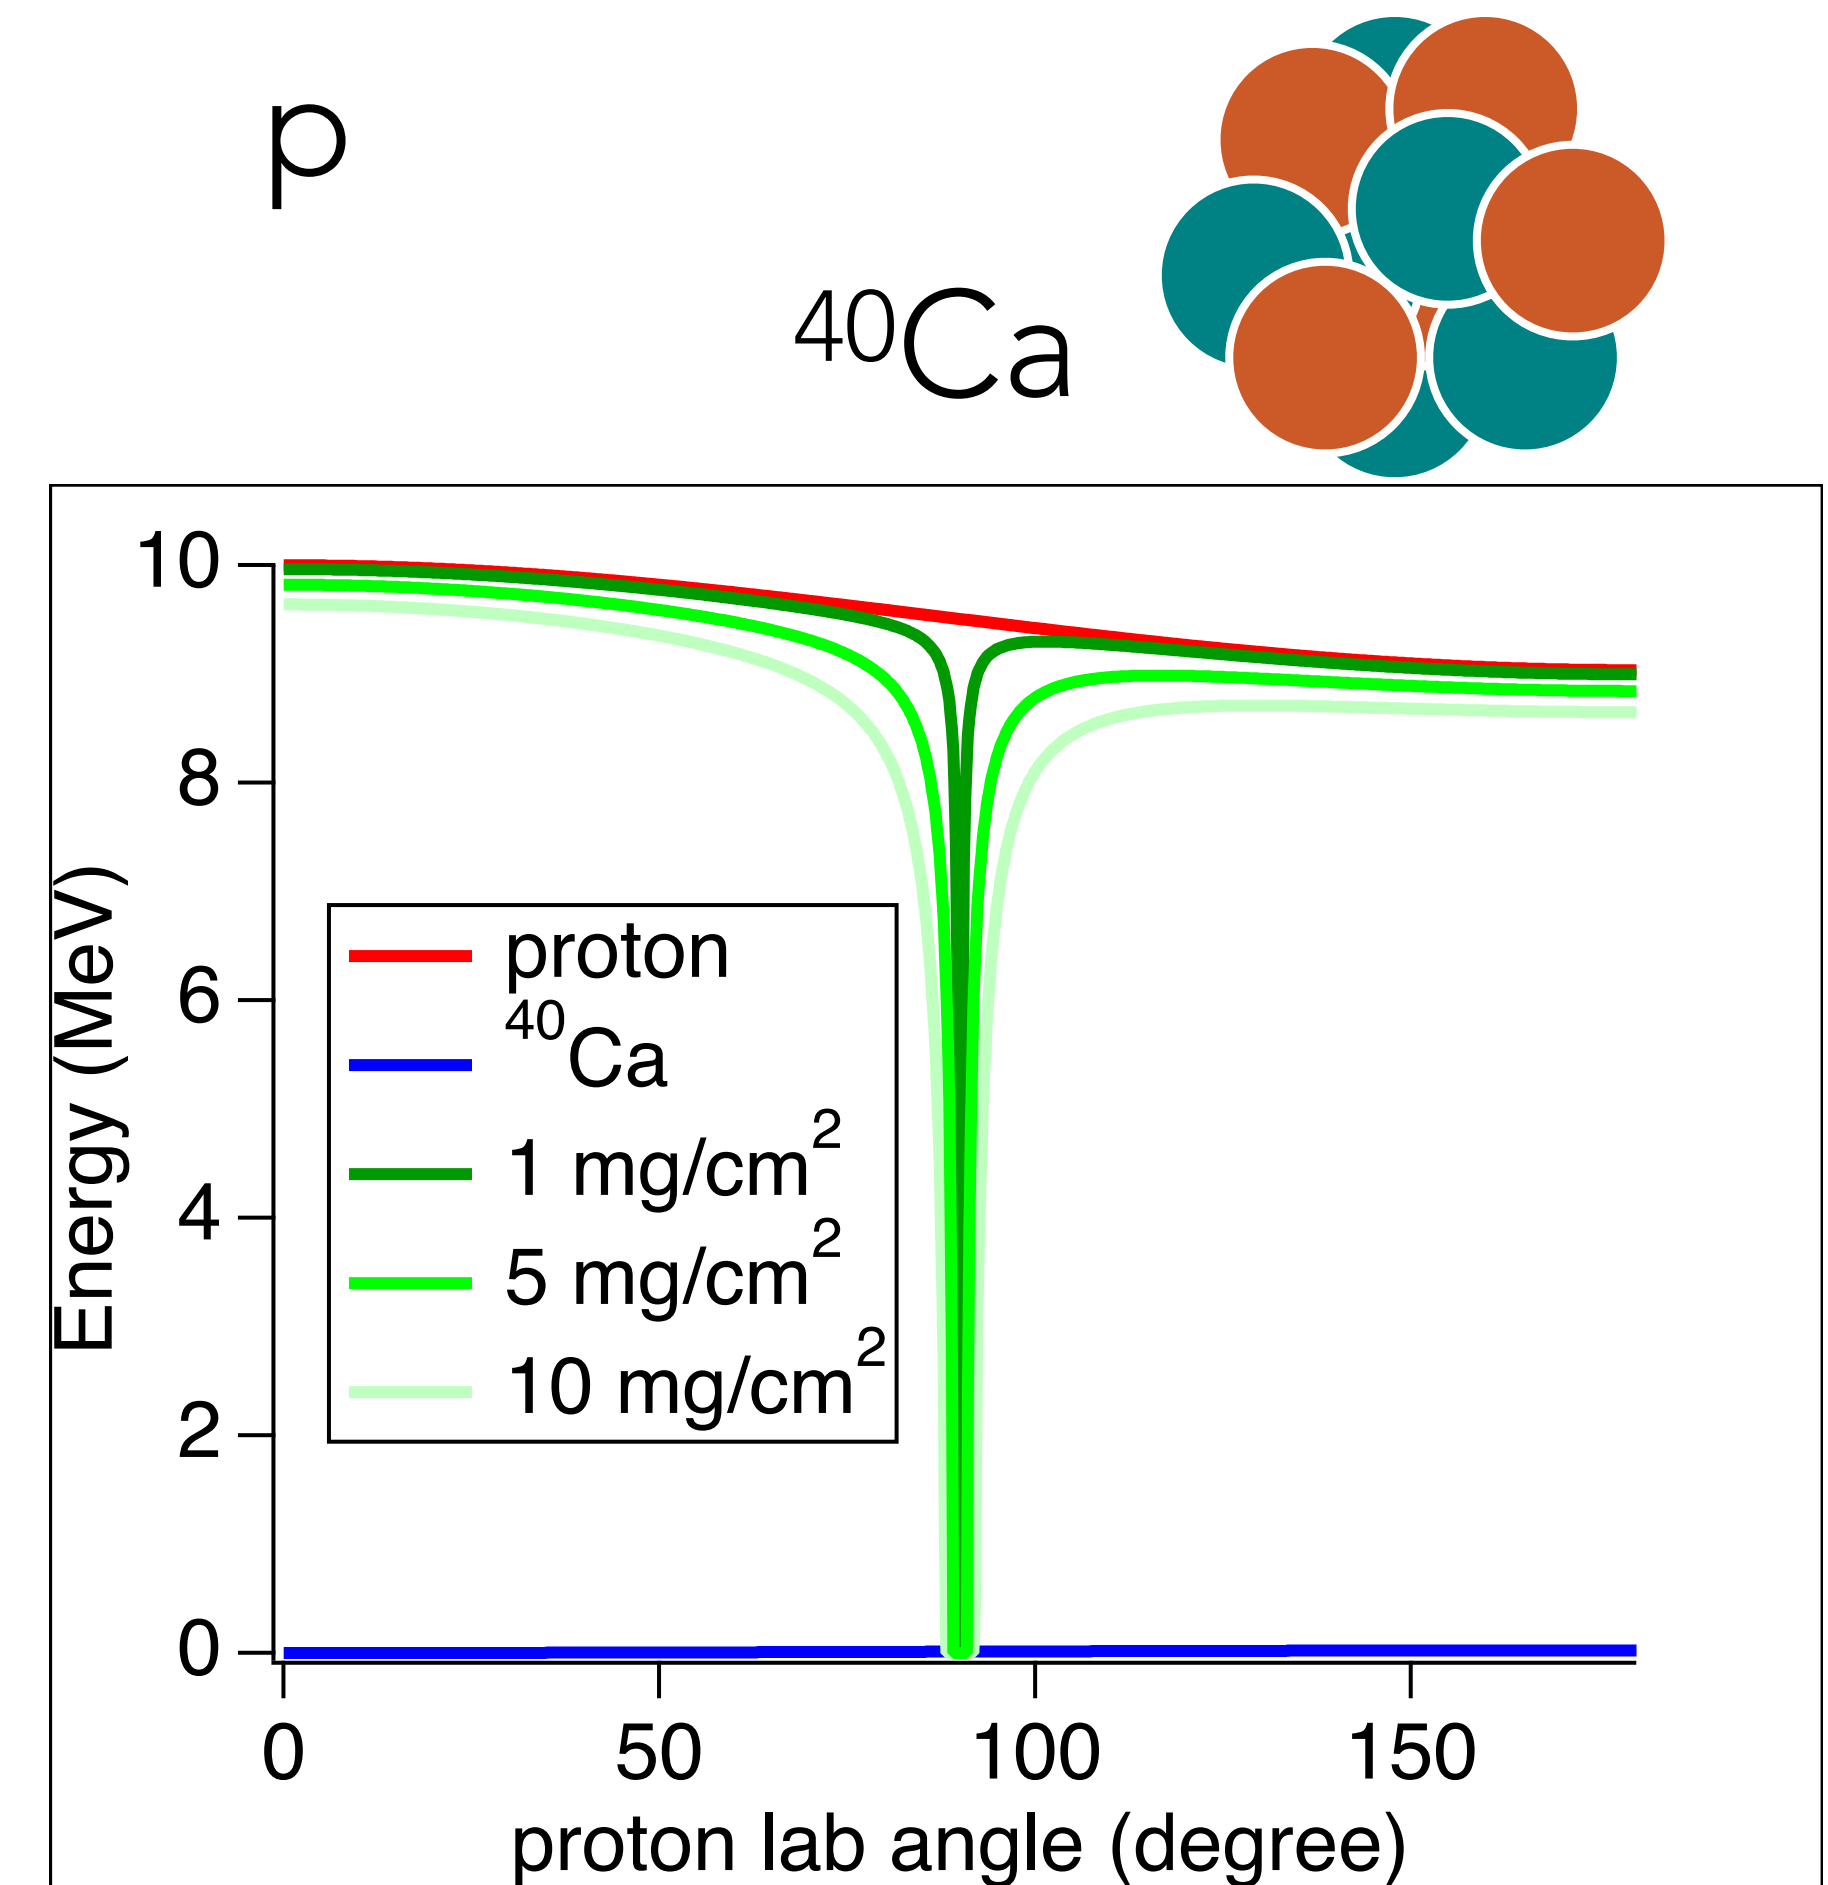 p
⁴⁰Ca
10
8
6
4
2
0
Energy (MeV)
proton
⁴⁰Ca
1 mg/cm²
5 mg/cm²
10 mg/cm²
0 50 100 150
proton lab angle (degree)